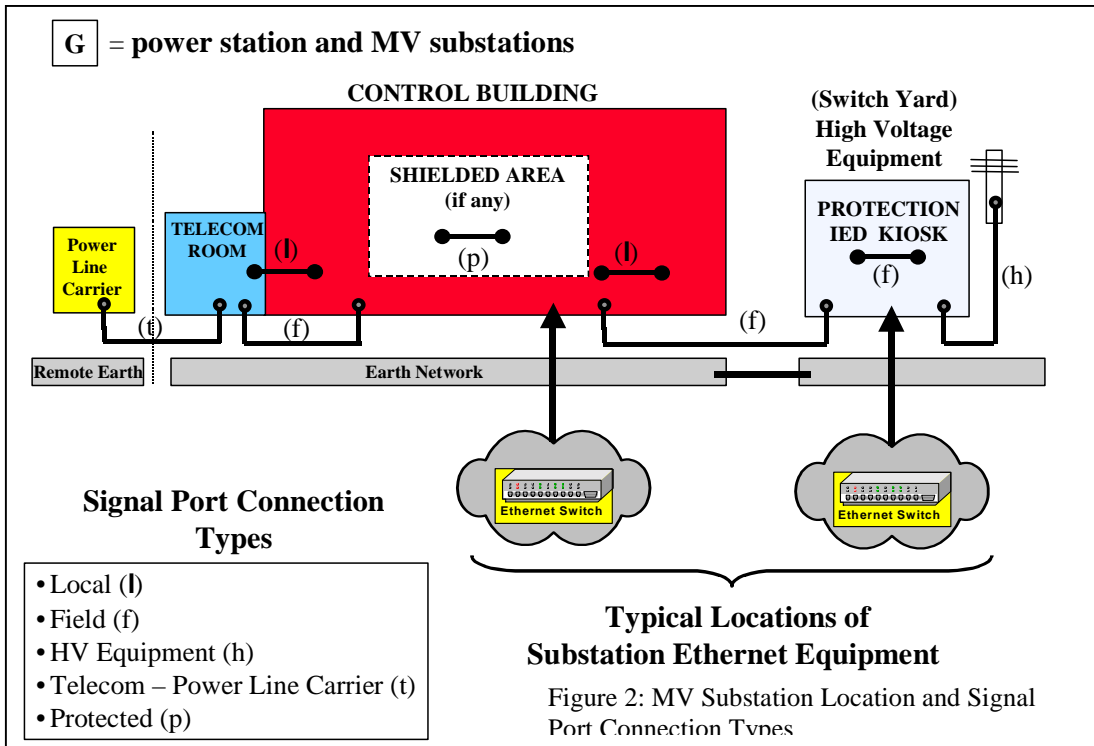 G = power station and MV substations
CONTROL BUILDING
(Switch Yard)
High Voltage
Equipment
SHIELDED AREA
(if any)
(p)
TELECOM
ROOM
(l)
(l)
PROTECTION
IED KIOSK
(f)
(h)
Power
Line
Carrier
(t)
(f)
(f)
Remote Earth
Earth Network
Ethernet Switch
Ethernet Switch
Signal Port Connection
Types
• Local (l)
• Field (f)
• HV Equipment (h)
• Telecom – Power Line Carrier (t)
• Protected (p)
Typical Locations of
Substation Ethernet Equipment
Figure 2: MV Substation Location and Signal
Port Connection Types